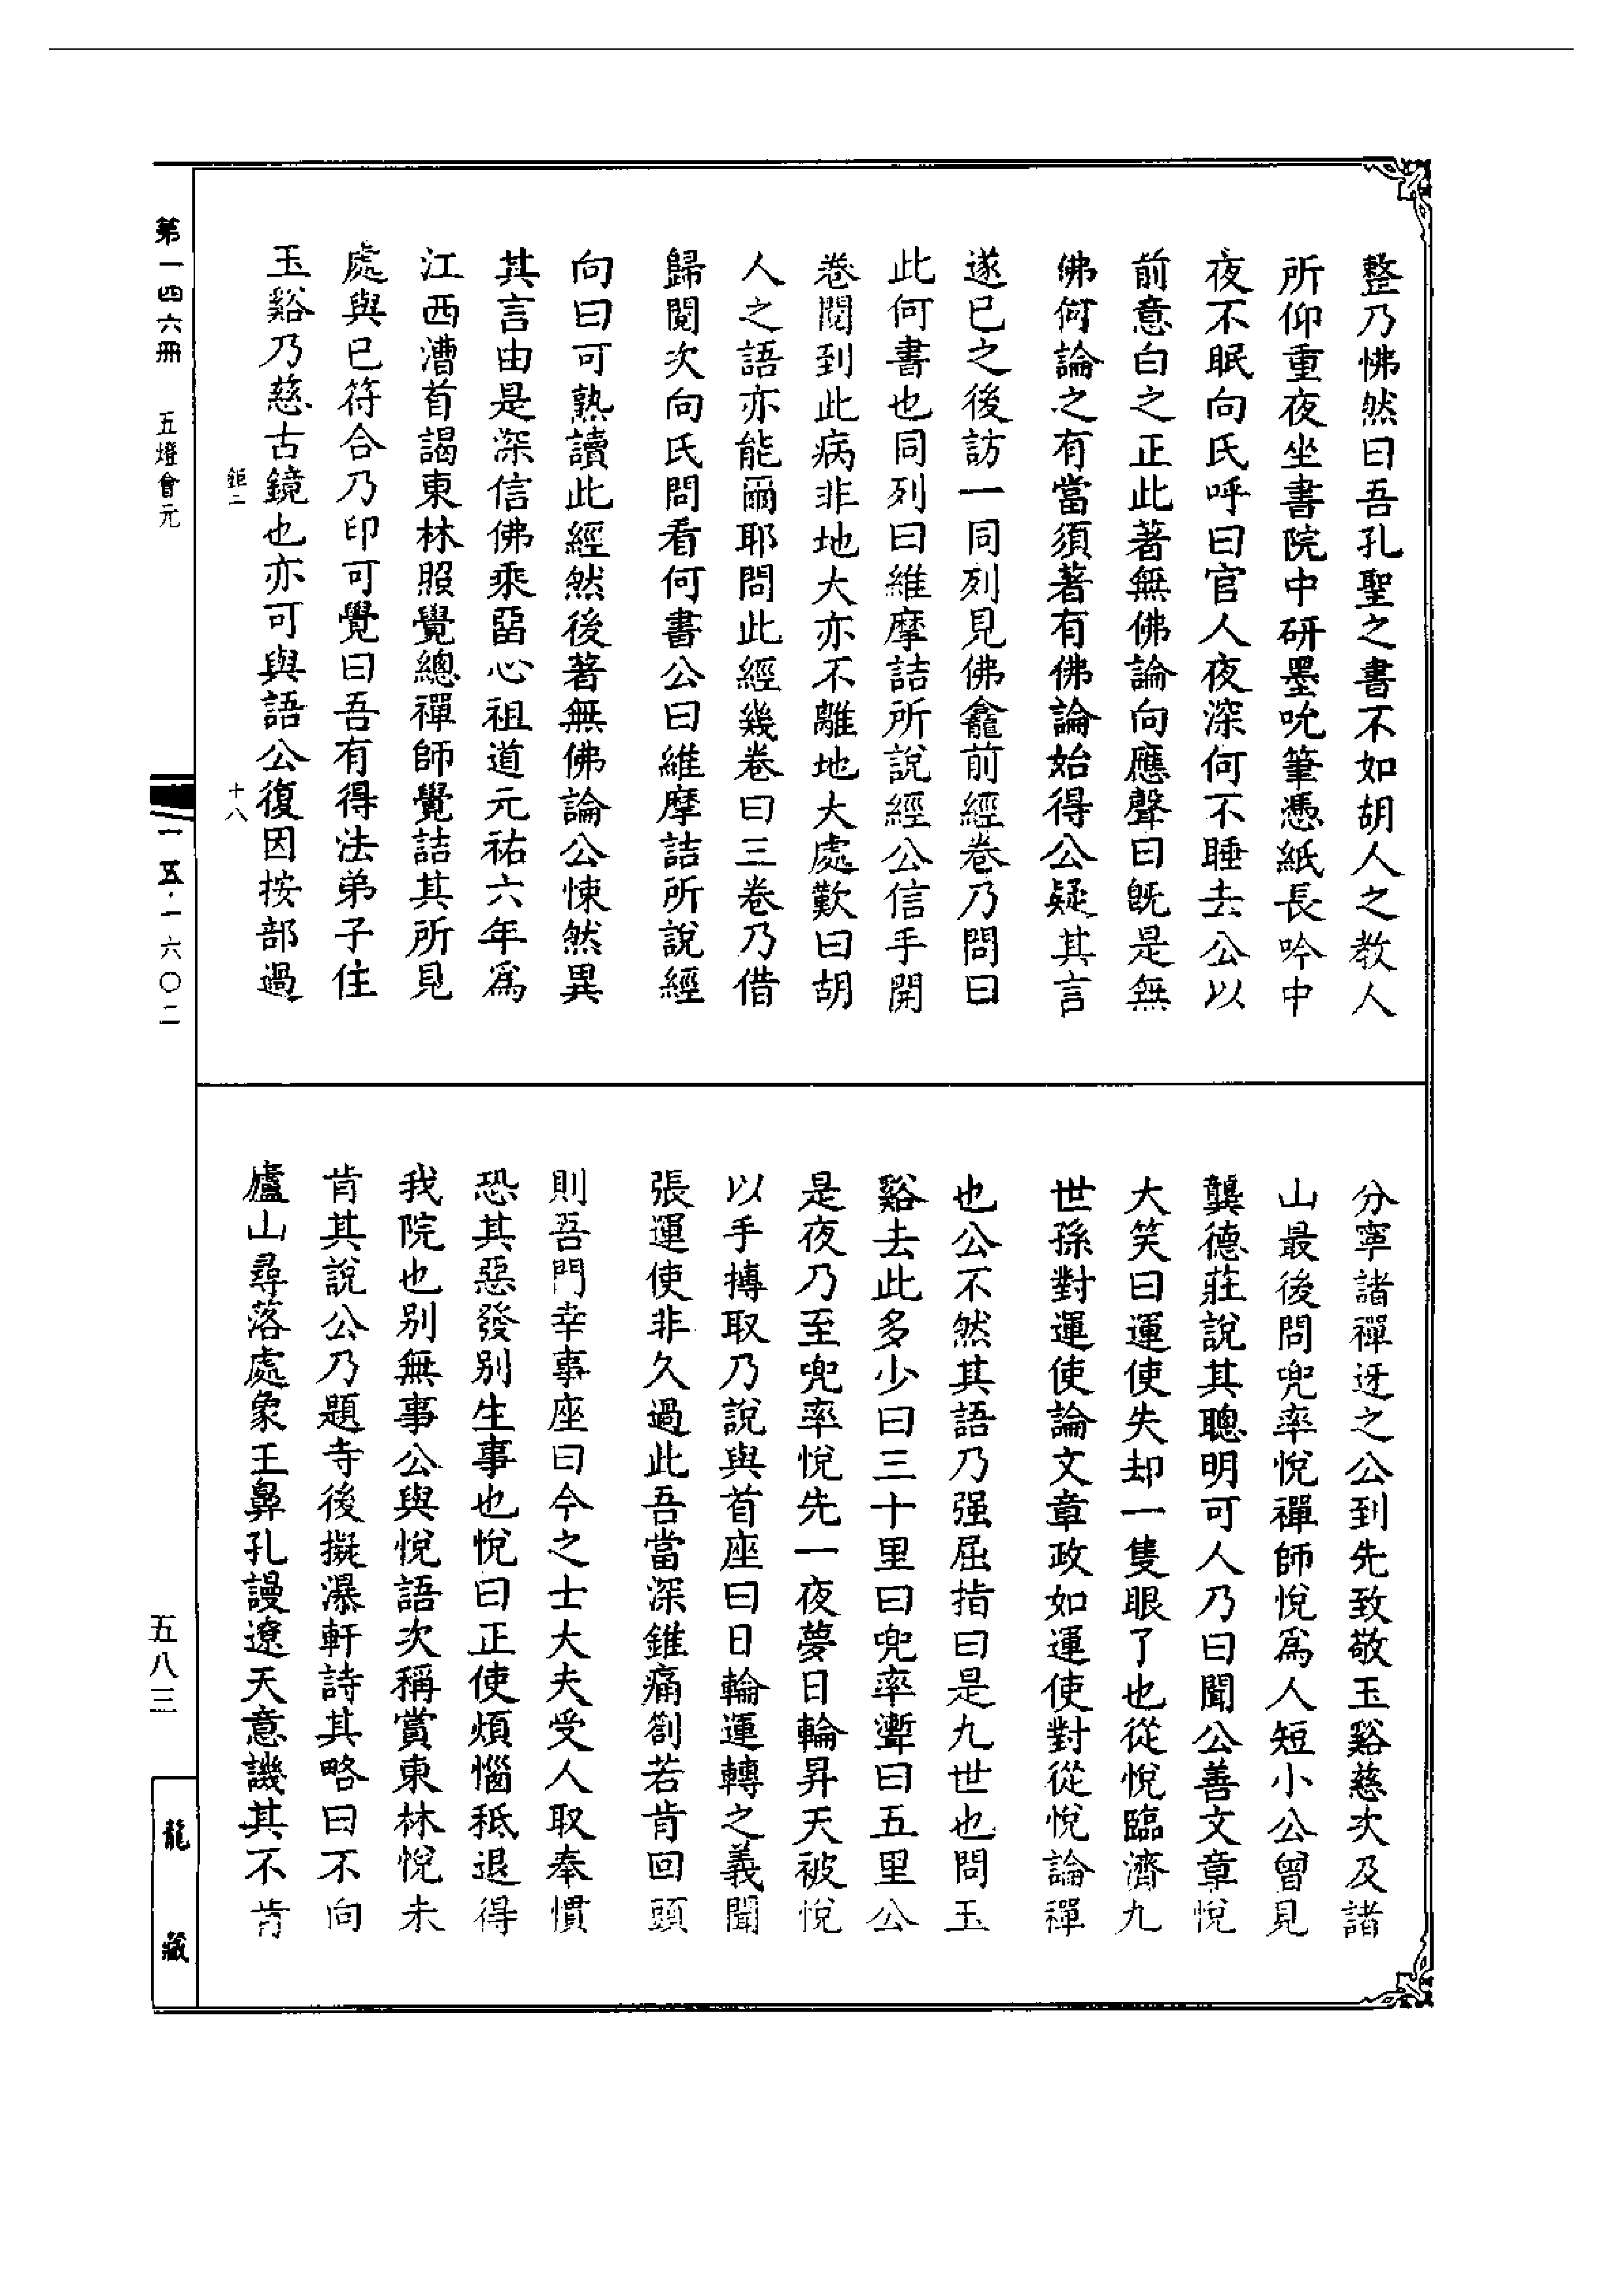 整乃怫然曰吾孔聖之書不如胡人之教人
所仰重夜坐書院中研墨吮筆憑紙長吟中
夜不眠向氏呼曰官人夜深何不睡去公以
前意白之正此著無佛論向應聲曰旣是無
佛何論之有當須著有佛論始得公疑其言
遂已之後訪一同列見佛龕前經卷乃問曰
此何書也同列曰維摩詰所說經公信手開
卷閱到此病非地大亦不離地大處歎曰胡
人之語亦能爾耶問此經幾卷曰三卷乃借
歸閱次向氏問看何書公曰維摩詰所說經
向曰可熟讀此經然後著無佛論公悚然異
其言由是深信佛乘畱心祖道元祐六年爲
江西漕首謁東林照覺總禪師覺詰其所見
處與已符合乃印可覺曰吾有得法弟子住
玉谿乃慈古鏡也亦可與語公復因按部過
鉅二
十八
分寧諸禪迓之公到先致敬玉谿慈次及諸
山最後問兜率悅禪師悅爲人短小公曾見
龔德莊說其聰明可人乃曰聞公善文章悅
大笑曰運使失却一隻眼了也從悅臨濟九
世孫對運使論文章政如運使對從悅論禪
也公不然其語乃强屈指曰是九世也問玉
谿去此多少曰三十里曰兜率聻曰五里公
是夜乃至兜率悅先一夜夢日輪昇天被悅
以手摶取乃說與首座曰日輪運轉之義聞
張運使非久過此吾當深錐痛劄若肯回頭
則吾門幸事座曰今之士大夫受人取奉慣
恐其惡發别生事也悅曰正使煩惱秖退得
我院也别無事公與悅語次稱賞東林悅未
肯其說公乃題寺後擬瀑軒詩其略曰不向
廬山尋落處象王鼻孔謾遼天意譏其不肯
第一四六冊
五燈會元
一五·一六〇二
五八三
龍藏